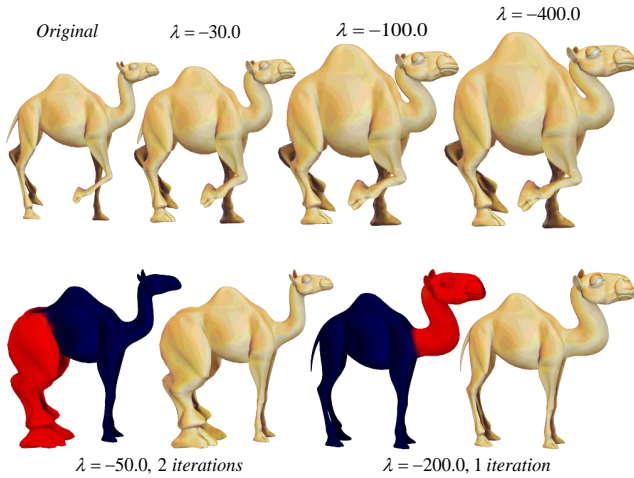 Original
λ = −30.0
λ = −100.0
λ = −400.0
λ = −50.0, 2 iterations
λ = −200.0, 1 iteration